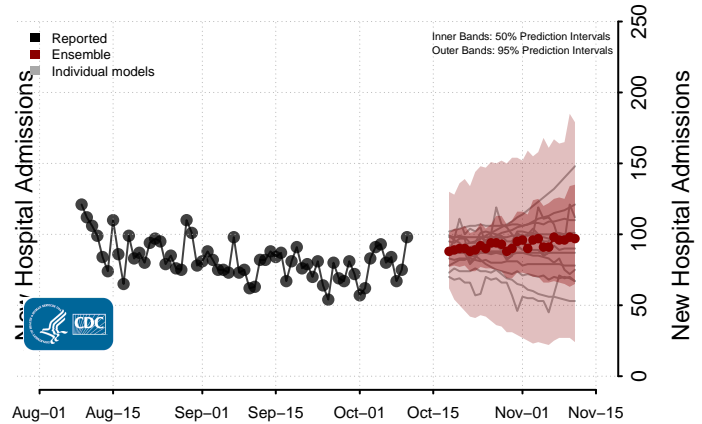 Reported
Ensemble
Individual models
Inner Bands: 50% Prediction Intervals
Outer Bands: 95% Prediction Intervals
New Hospital Admissions
CDC
0
50
100
150
200
250
New Hospital Admissions
Aug–01
Aug–15
Sep–01
Sep–15
Oct–01
Oct–15
Nov–01
Nov–15